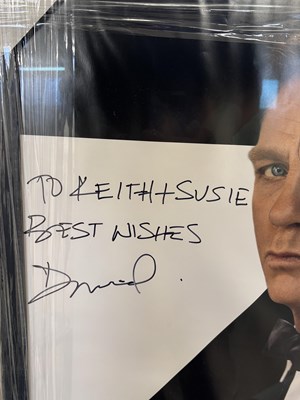 TO KEITH + SUSIE
BEST WISHES